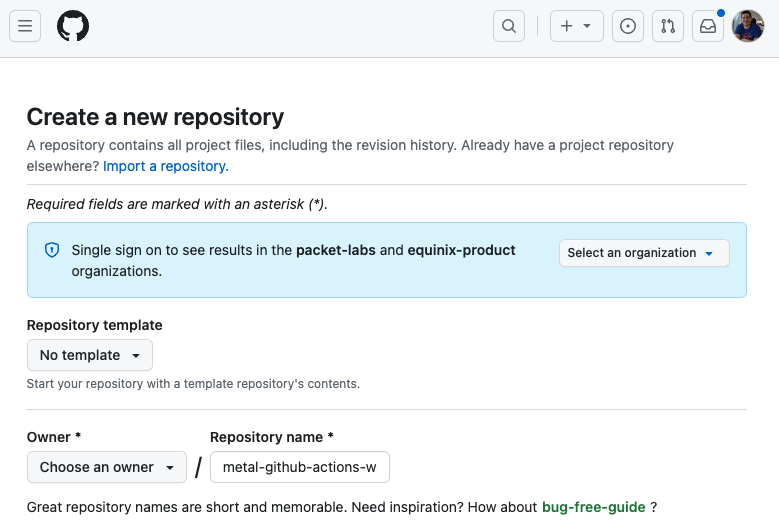 Create a new repository
A repository contains all project files, including the revision history. Already have a project repository
elsewhere? Import a repository.
Required fields are marked with an asterisk (*).
Single sign on to see results in the packet-labs and equinix-product
organizations.
Select an organization
Repository template
No template
Start your repository with a template repository's contents.
Owner *
Repository name *
Choose an owner
/
metal-github-actions-w
Great repository names are short and memorable. Need inspiration? How about bug-free-guide ?